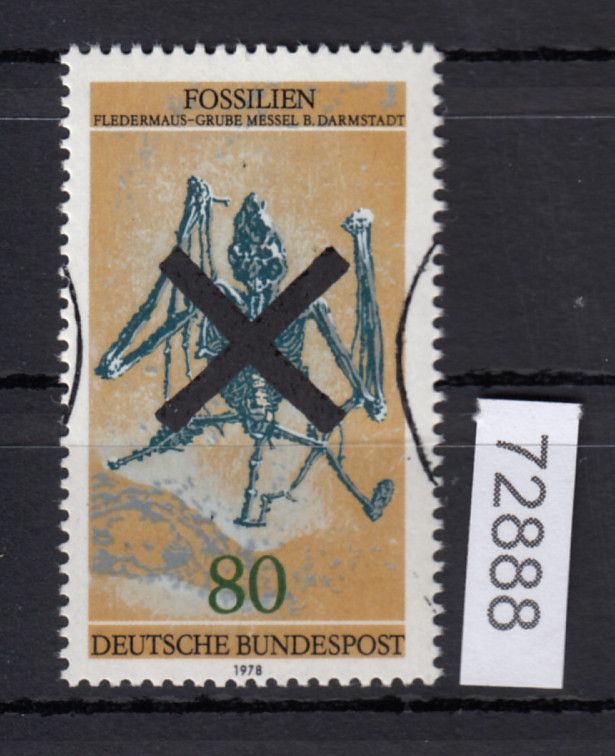 FOSSILIEN
FLEDERMAUS-GRUBE MESSEL B. DARMSTADT
80
DEUTSCHE BUNDESPOST
1978
72888